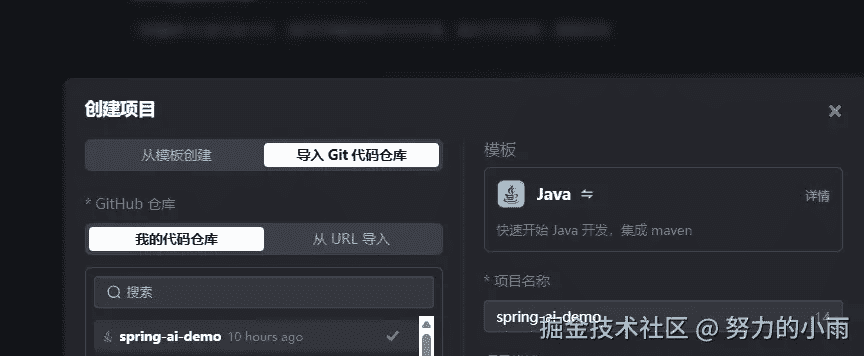 创建项目
从模板创建
导入 Git 代码仓库
* GitHub 仓库
我的代码仓库
从 URL 导入
搜索
spring-ai-demo 10 hours ago
模板
Java
详情
快速开始 Java 开发，集成 maven
* 项目名称
spring-ai-demo
掘金技术社区 @ 努力的小雨